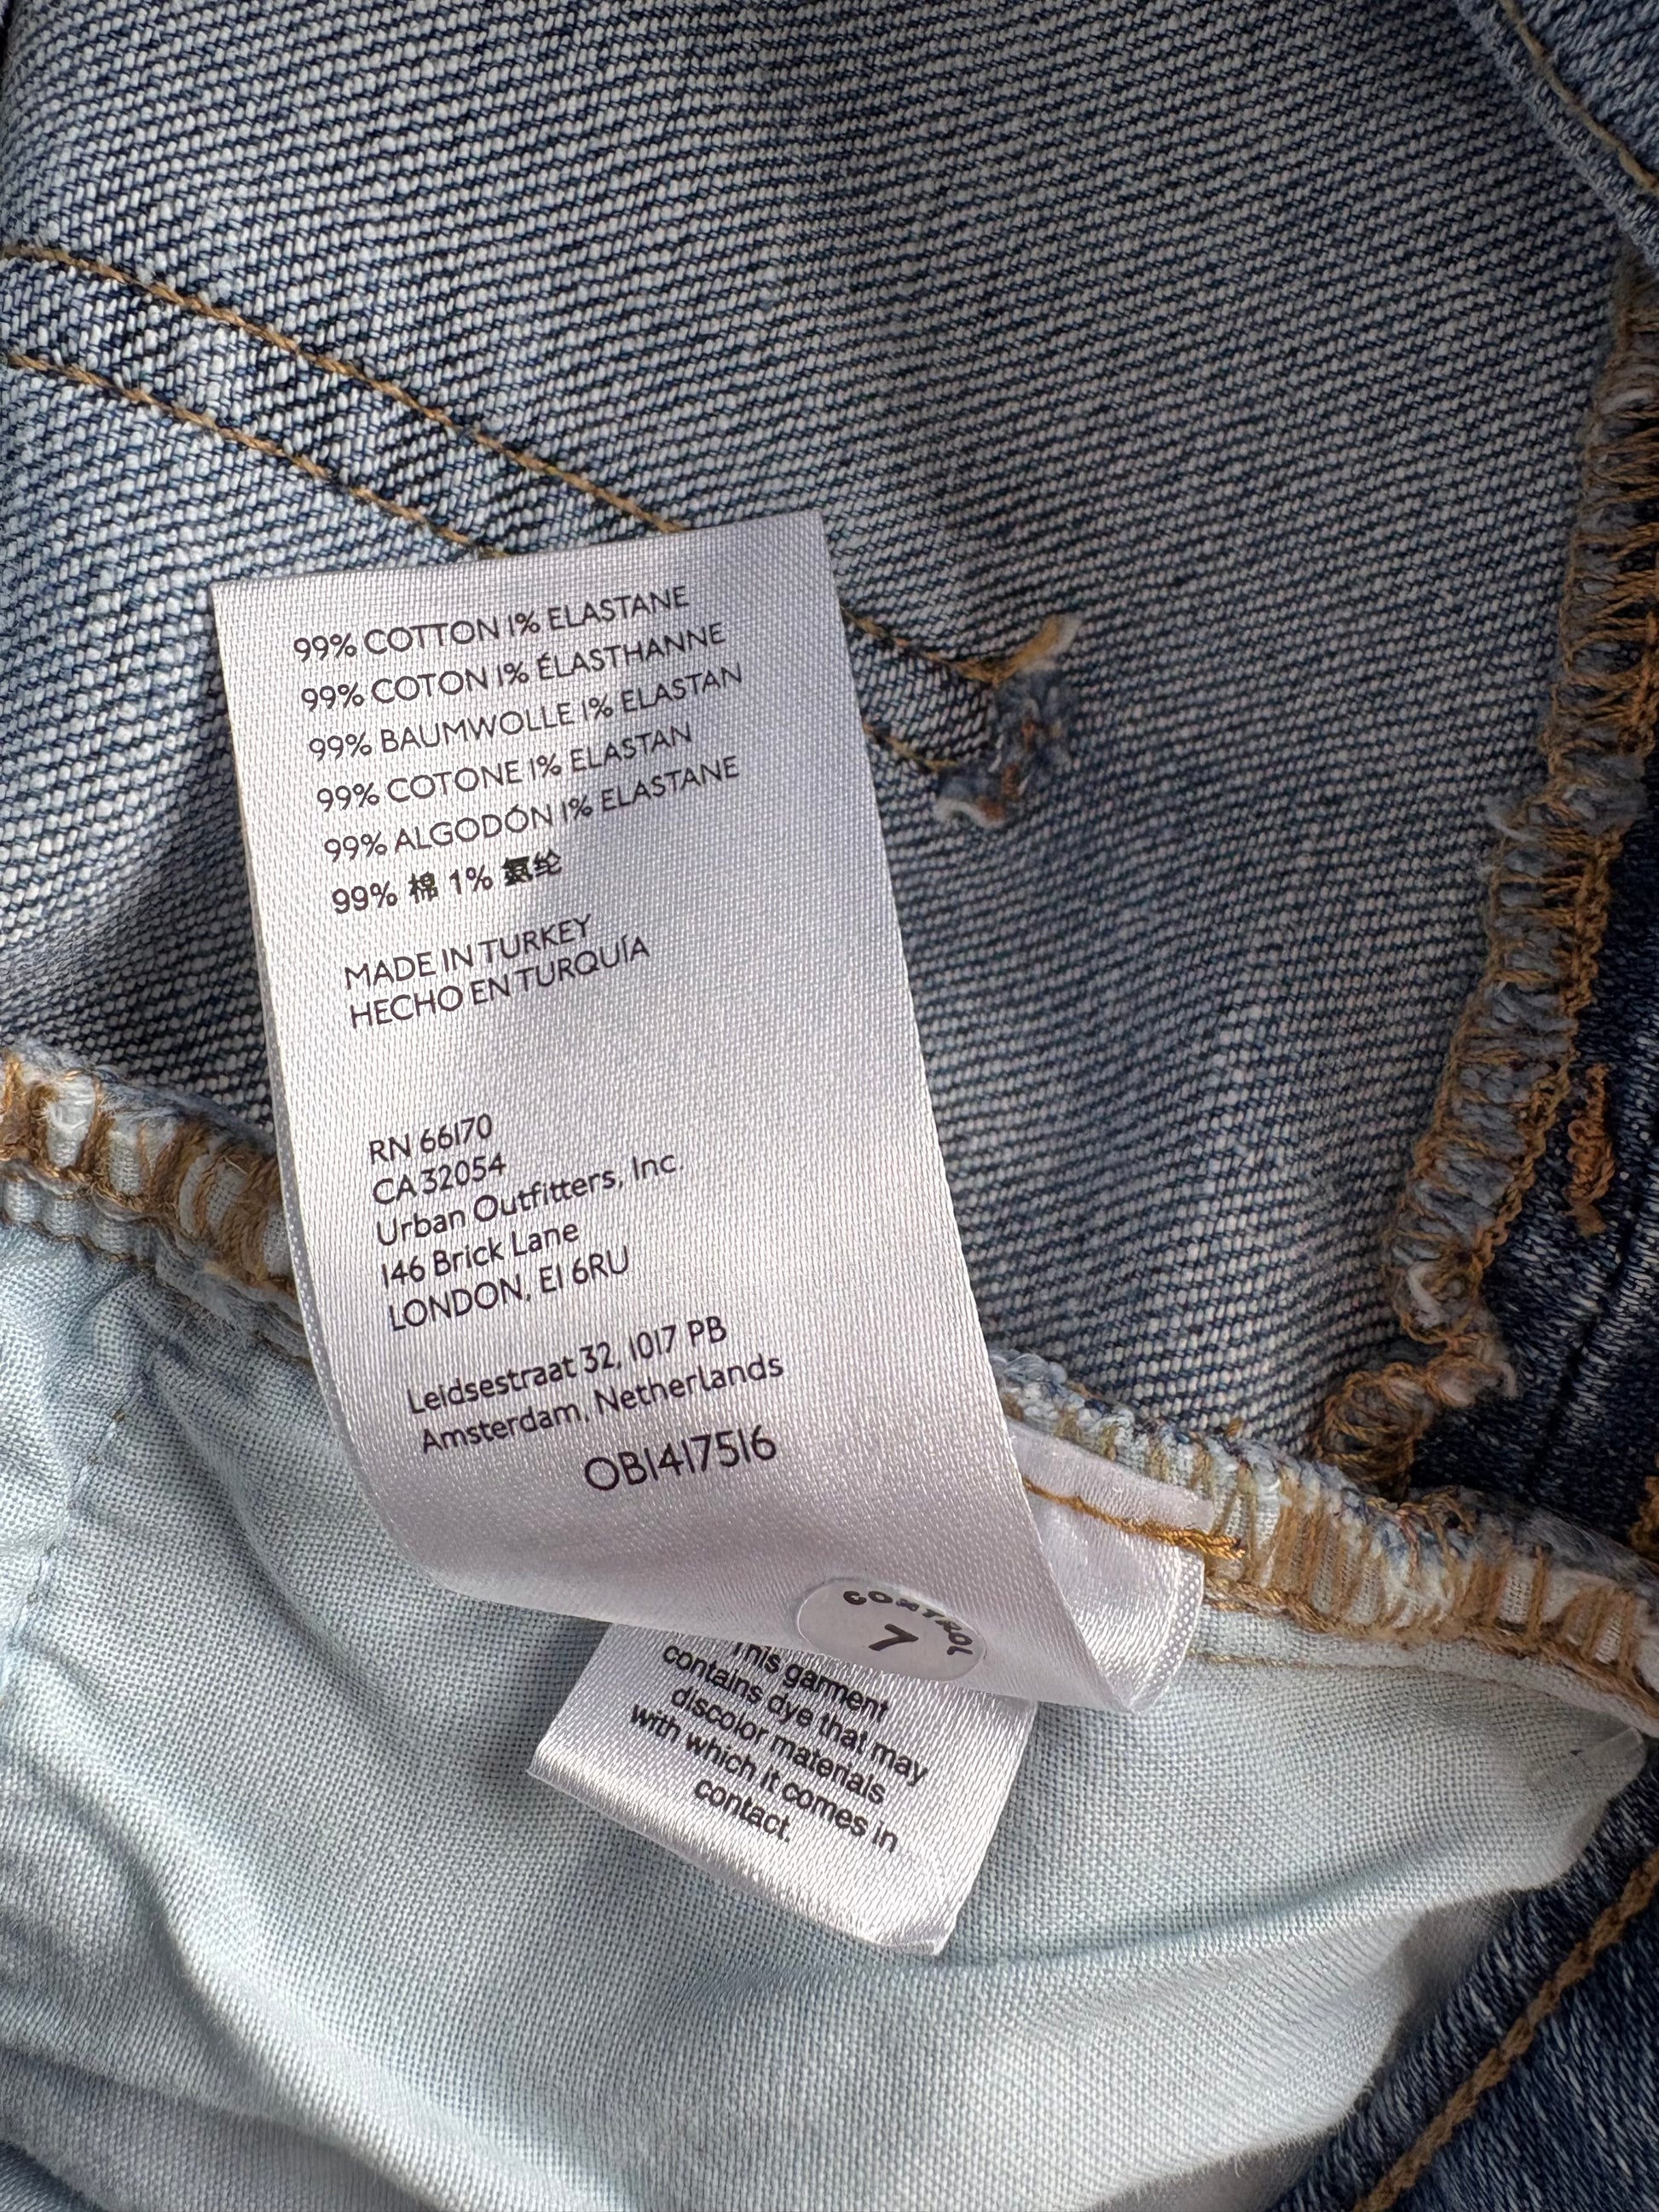 99% COTTON 1% ELASTANE
99% COTON 1% ÉLASTHANNE
99% BAUMWOLLE 1% ELASTAN
99% COTONE 1% ELASTAN
99% ALGODÓN 1% ELASTANE
99% 棉 1% 氨纶
MADE IN TURKEY
HECHO EN TURQUÍA
RN 66170
CA 32054
Urban Outfitters, Inc.
146 Brick Lane
LONDON, E1 6RU
Leidsestraat 32, 1017 PB
Amsterdam, Netherlands
OB1417516
CONTROL
7
This garment
contains dye that may
discolor materials
with which it comes in
contact.